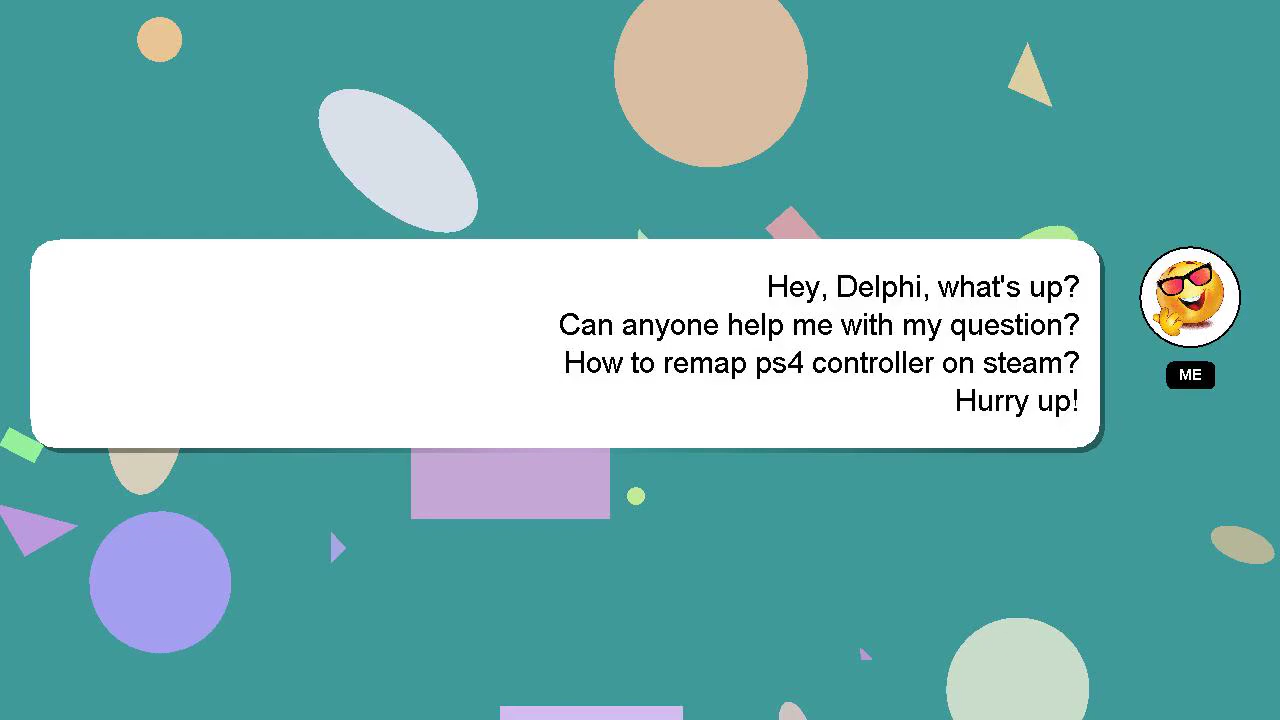 Hey, Delphi, what's up?
Can anyone help me with my question?
How to remap ps4 controller on steam?
Hurry up!
ME